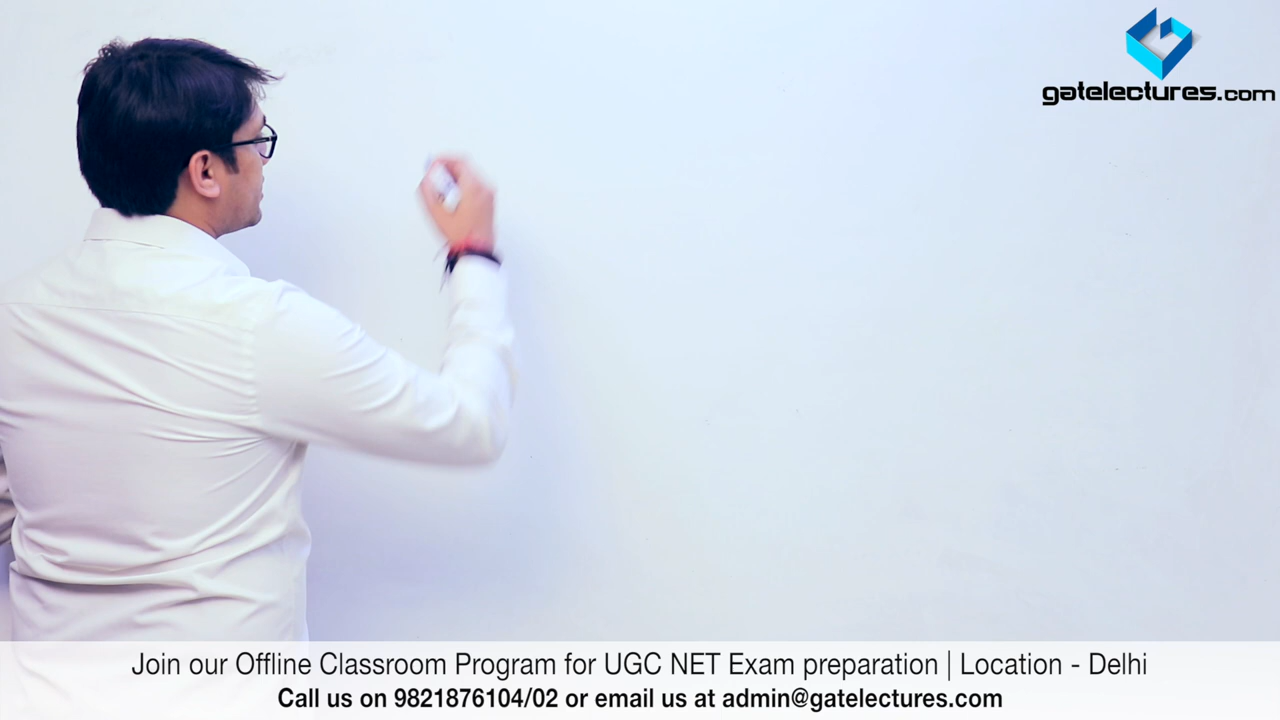 gatelectures.com
Join our Offline Classroom Program for UGC NET Exam preparation | Location - Delhi
Call us on 9821876104/02 or email us at admin@gatelectures.com